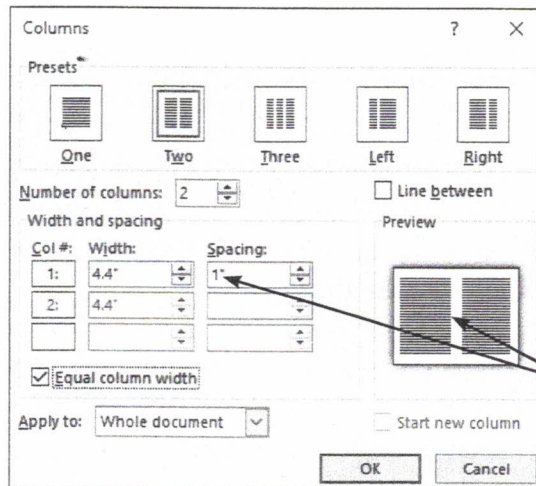 Columns ? ×
Presets
One Two Three Left Right
Number of columns: 2 Line between
Width and spacing Preview
Col #: Width: Spacing:
1: 4.4" 1"
2: 4.4"
Equal column width
Apply to: Whole document Start new column
OK Cancel